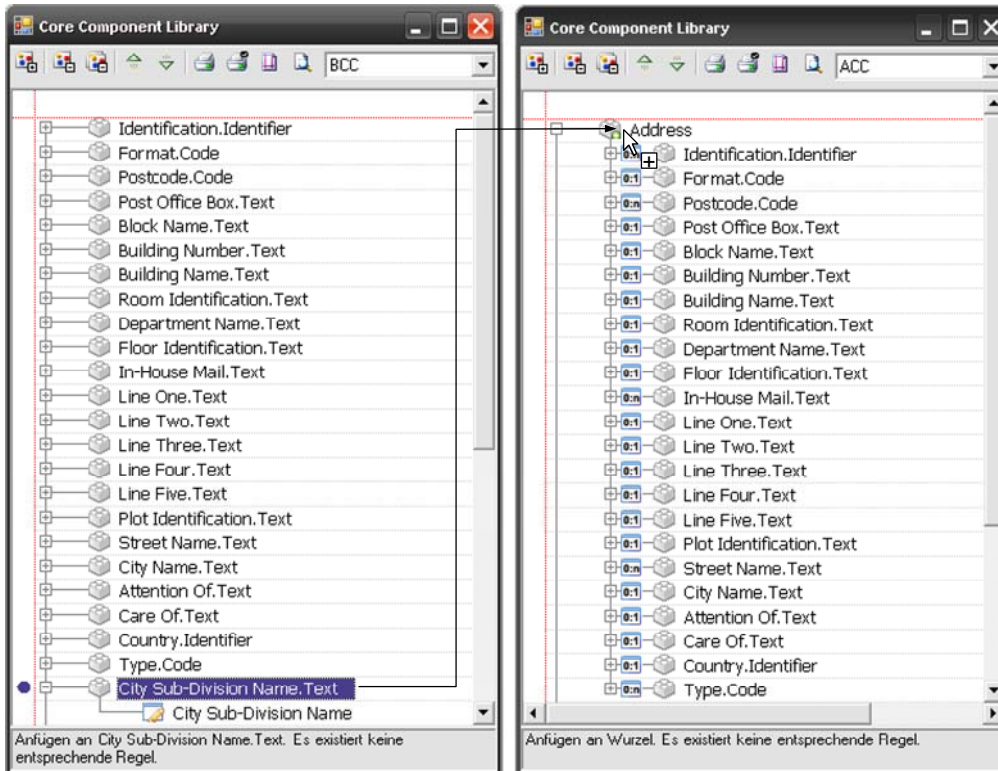 Core Component Library
BCC
Identification.Identifier
Format.Code
Postcode.Code
Post Office Box.Text
Block Name.Text
Building Number.Text
Building Name.Text
Room Identification.Text
Department Name.Text
Floor Identification.Text
In-House Mail.Text
Line One.Text
Line Two.Text
Line Three.Text
Line Four.Text
Line Five.Text
Plot Identification.Text
Street Name.Text
City Name.Text
Attention Of.Text
Care Of.Text
Country.Identifier
Type.Code
City Sub-Division Name.Text
City Sub-Division Name
Anfügen an City Sub-Division Name.Text. Es existiert keine
entsprechende Regel.
Core Component Library
ACC
Address
Identification.Identifier
0:1 Format.Code
0:n Postcode.Code
0:1 Post Office Box.Text
0:1 Block Name.Text
0:1 Building Number.Text
0:1 Building Name.Text
0:1 Room Identification.Text
0:1 Department Name.Text
0:1 Floor Identification.Text
0:n In-House Mail.Text
0:1 Line One.Text
0:1 Line Two.Text
0:1 Line Three.Text
0:1 Line Four.Text
0:1 Line Five.Text
0:1 Plot Identification.Text
0:n Street Name.Text
0:1 City Name.Text
0:1 Attention Of.Text
0:1 Care Of.Text
0:1 Country.Identifier
0:n Type.Code
Anfügen an Wurzel. Es existiert keine entsprechende Regel.